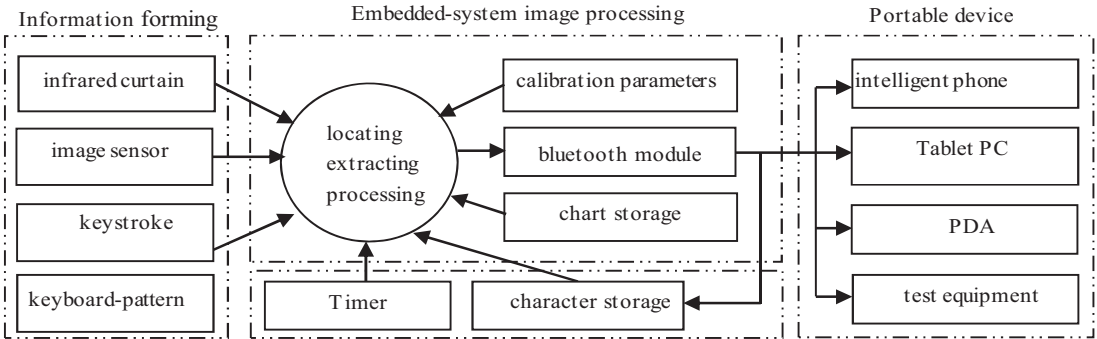 Information forming
Embedded-system image processing
Portable device
infrared curtain
image sensor
keystroke
keyboard-pattern
locating
extracting
processing
calibration parameters
bluetooth module
chart storage
Timer
character storage
intelligent phone
Tablet PC
PDA
test equipment